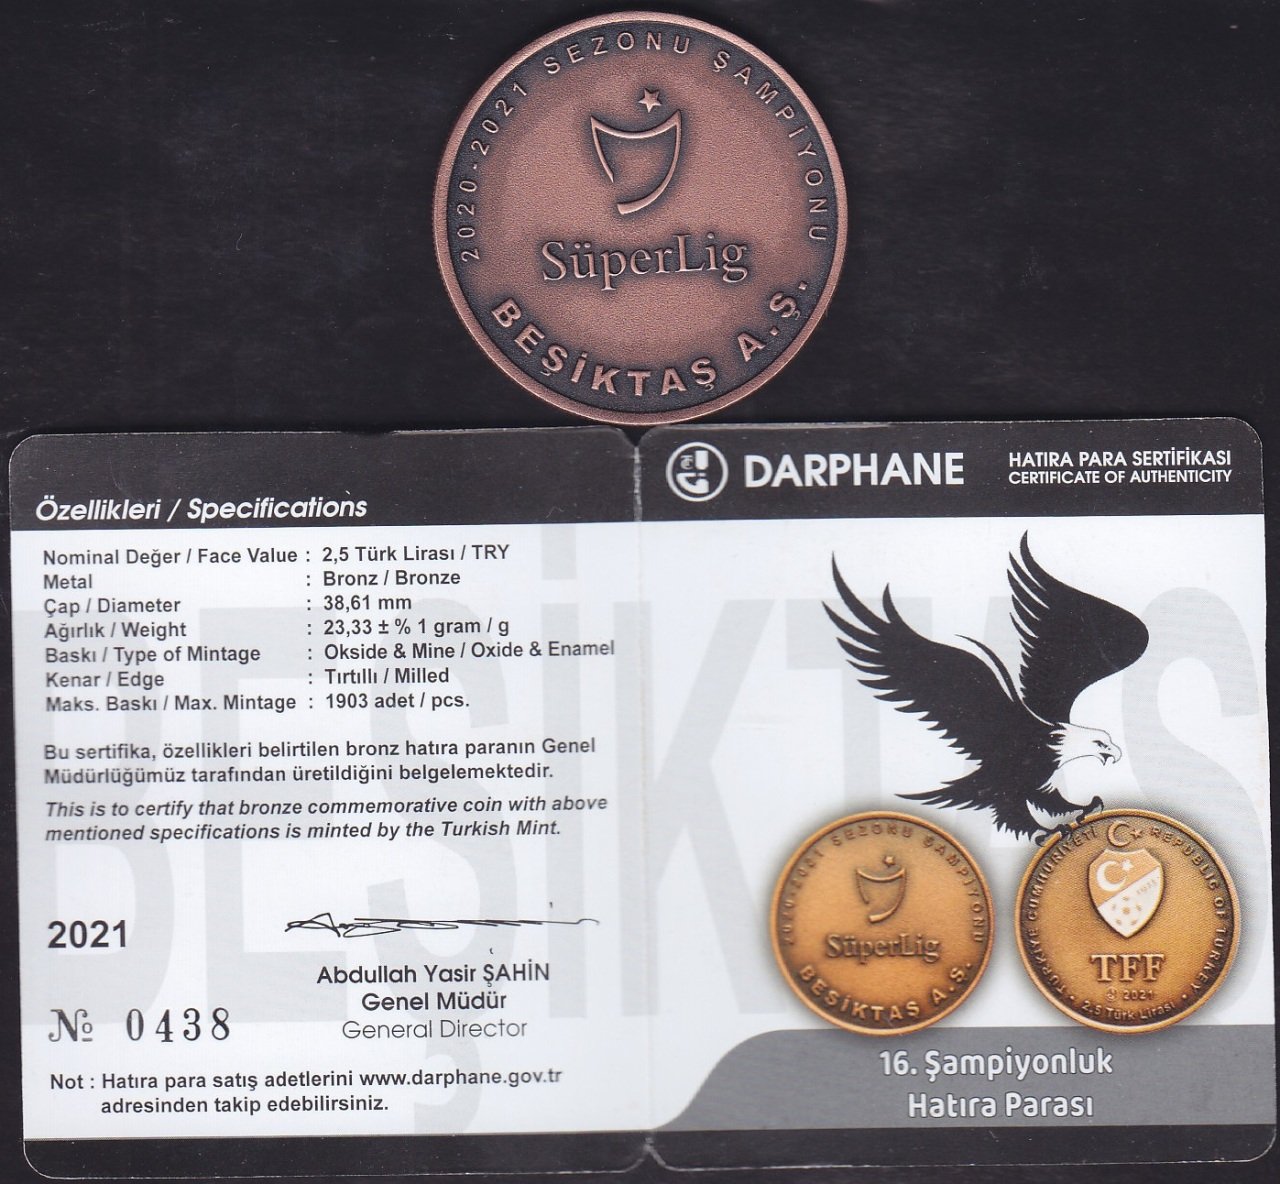 2020-2021 SEZONU ŞAMPİYONU
SüperLig
BEŞİKTAŞ A.Ş.
Özellikleri / Specifications
Nominal Değer / Face Value : 2,5 Türk Lirası / TRY
Metal : Bronz / Bronze
Çap / Diameter : 38,61 mm
Ağırlık / Weight : 23,33 ± % 1 gram / g
Baskı / Type of Mintage : Okside & Mine / Oxide & Enamel
Kenar / Edge : Tırtıllı / Milled
Maks. Baskı / Max. Mintage : 1903 adet / pcs.
Bu sertifika, özellikleri belirtilen bronz hatıra paranın Genel
Müdürlüğümüz tarafından üretildiğini belgelemektedir.
This is to certify that bronze commemorative coin with above
mentioned specifications is minted by the Turkish Mint.
2021
Abdullah Yasir ŞAHİN
Genel Müdür
General Director
№ 0438
Not : Hatıra para satış adetlerini www.darphane.gov.tr
adresinden takip edebilirsiniz.
BEŞİKTAŞ
DARPHANE
HATIRA PARA SERTİFİKASI
CERTIFICATE OF AUTHENTICITY
2020-2021 SEZONU ŞAMPİYONU
SüperLig
BEŞİKTAŞ A.Ş.
TÜRKİYE CUMHURİYETİ
REPUBLIC OF TURKEY
1923
TFF
2021
2,5 Türk Lirası
16. Şampiyonluk
Hatıra Parası